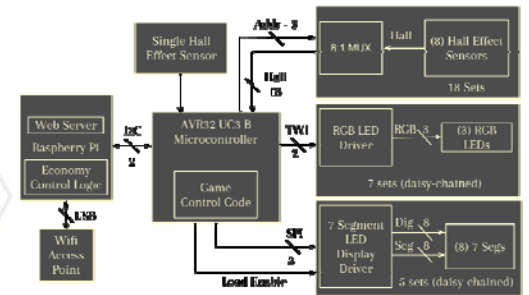 Addr - 3
Single Hall
Effect Sensor
8:1 MUX
Hall
(8) Hall Effect
Sensors
18 Sets
Hall
18
Web Server
Raspberry Pi
Economy
Control Logic
I2C
2
AVR32 UC3 B
Microcontroller
Game
Control Code
TWI
2
RGB LED
Driver
RGB-3
(3) RGB
LEDs
7 sets (daisy-chained)
USB
Wifi
Access
Point
SPI
3
Load Enable
7 Segment
LED
Display
Driver
Dig - 8
Seg - 8
(8) 7 Segs
5 sets (daisy chained)